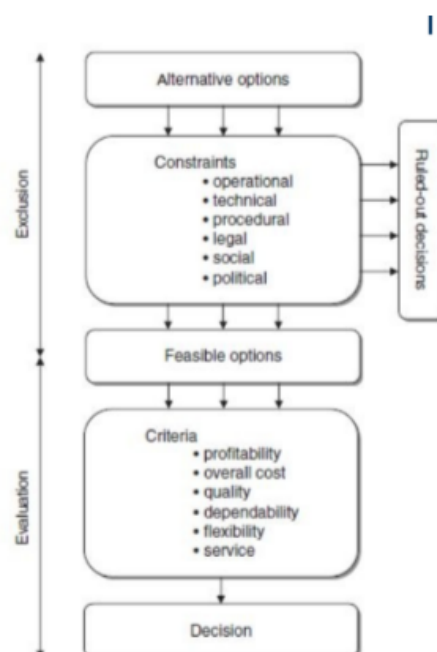 Alternative options
Constraints
• operational
• technical
• procedural
• legal
• social
• political
Ruled-out decisions
Exclusion
Feasible options
Criteria
• profitability
• overall cost
• quality
• dependability
• flexibility
• service
Evaluation
Decision